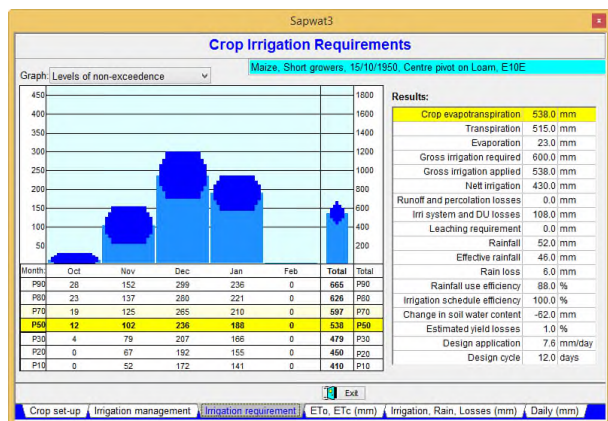 Sapwat3
x
Crop Irrigation Requirements
Graph: Levels of non-exceedence
Maize, Short growers, 15/10/1950, Centre pivot on Loam, E10E
450 1800
400 1600
350 1400
300 1200
250 1000
200 800
150 600
100 400
50 200
Month: Oct Nov Dec Jan Feb Total Total
P90 28 152 299 236 0 665 P90
P80 23 137 280 221 0 626 P80
P70 19 125 265 210 0 597 P70
P50 12 102 236 188 0 538 P50
P30 4 79 207 166 0 479 P30
P20 0 67 192 155 0 450 P20
P10 0 52 172 141 0 410 P10
Results:
Crop evapotranspiration 538.0 mm
Transpiration 515.0 mm
Evaporation 23.0 mm
Gross irrigation required 600.0 mm
Gross irrigation applied 538.0 mm
Nett irrigation 430.0 mm
Runoff and percolation losses 0.0 mm
Irri system and DU losses 108.0 mm
Leaching requirement 0.0 mm
Rainfall 52.0 mm
Effective rainfall 46.0 mm
Rain loss 6.0 mm
Rainfall use efficiency 88.0 %
Irrigation schedule efficiency 100.0 %
Change in soil water content -62.0 mm
Estimated yield losses 1.0 %
Design application 7.6 mm/day
Design cycle 12.0 days
Exit
Crop set-up Irrigation management Irrigation requirement ETo, ETc (mm) Irrigation, Rain, Losses (mm) Daily (mm)